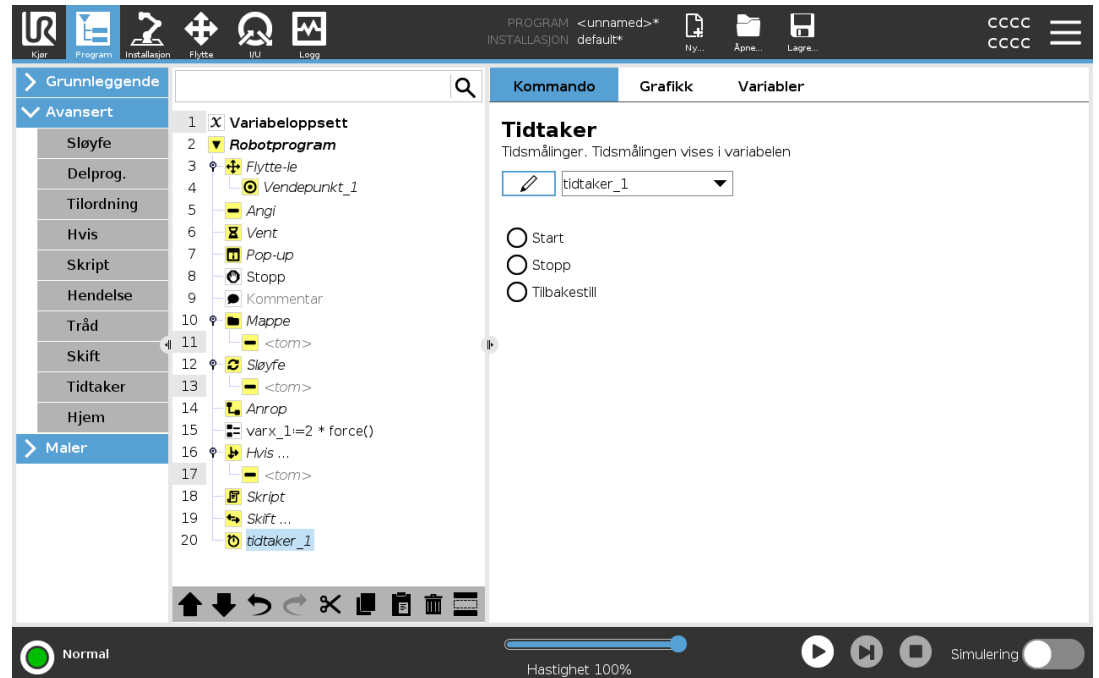 PROGRAM <unnamed>*
INSTALLASJON default*
Kjør Program Installasjon Flytte I/U Logg
Ny... Åpne... Lagre...
CCCC
CCCC
Grunnleggende
Avansert
Sløyfe
Delprog.
Tilordning
Hvis
Skript
Hendelse
Tråd
Skift
Tidtaker
Hjem
Maler
1 X Variabeloppsett
2 Robotprogram
3 Flytte-le
4 Vendepunkt_1
5 Angi
6 Vent
7 Pop-up
8 Stopp
9 Kommentar
10 Mappe
11 <tom>
12 Sløyfe
13 <tom>
14 Anrop
15 varx_1≔2 * force()
16 Hvis ...
17 <tom>
18 Skript
19 Skift ...
20 tidtaker_1
Kommando Grafikk Variabler
Tidtaker
Tidsmålinger. Tidsmålingen vises i variabelen
tidtaker_1
Start
Stopp
Tilbakestill
Normal
Hastighet 100%
Simulering